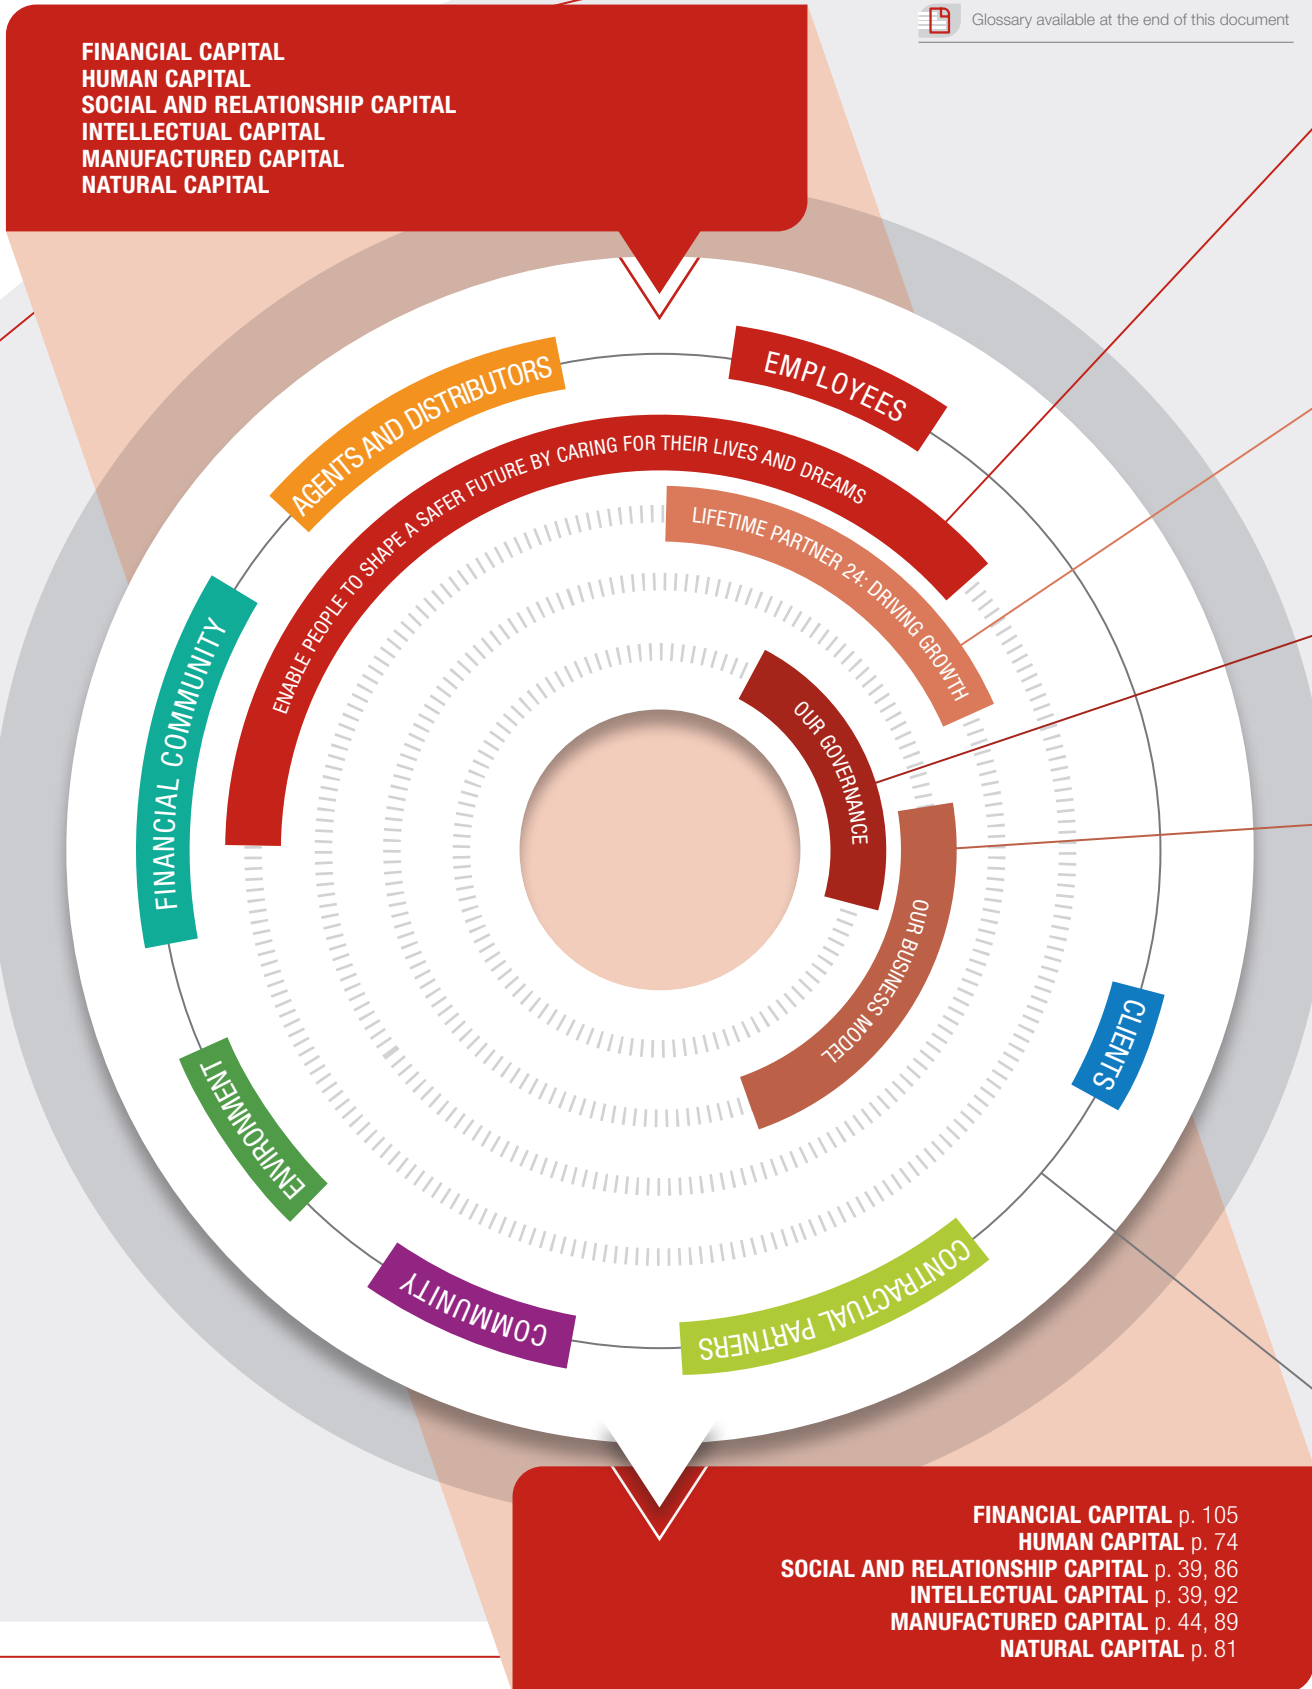 Glossary available at the end of this document
FINANCIAL CAPITAL
HUMAN CAPITAL
SOCIAL AND RELATIONSHIP CAPITAL
INTELLECTUAL CAPITAL
MANUFACTURED CAPITAL
NATURAL CAPITAL
EMPLOYEES
AGENTS AND DISTRIBUTORS
ENABLE PEOPLE TO SHAPE A SAFER FUTURE BY CARING FOR THEIR LIVES AND DREAMS
LIFETIME PARTNER 24: DRIVING GROWTH
FINANCIAL COMMUNITY
OUR GOVERNANCE
OUR BUSINESS MODEL
CLIENTS
ENVIRONMENT
CONTRACTUAL PARTNERS
COMMUNITY
FINANCIAL CAPITAL p. 105
HUMAN CAPITAL p. 74
SOCIAL AND RELATIONSHIP CAPITAL p. 39, 86
INTELLECTUAL CAPITAL p. 39, 92
MANUFACTURED CAPITAL p. 44, 89
NATURAL CAPITAL p. 81